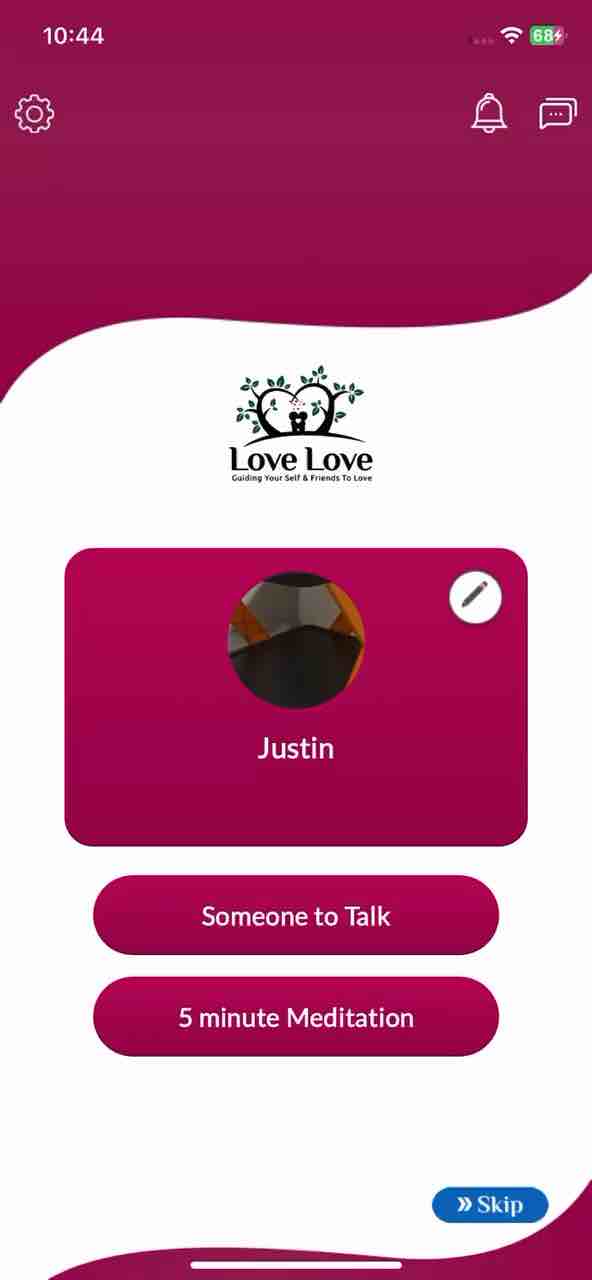 10:44
68
Love Love
Guiding Your Self & Friends To Love
Justin
Someone to Talk
5 minute Meditation
Skip